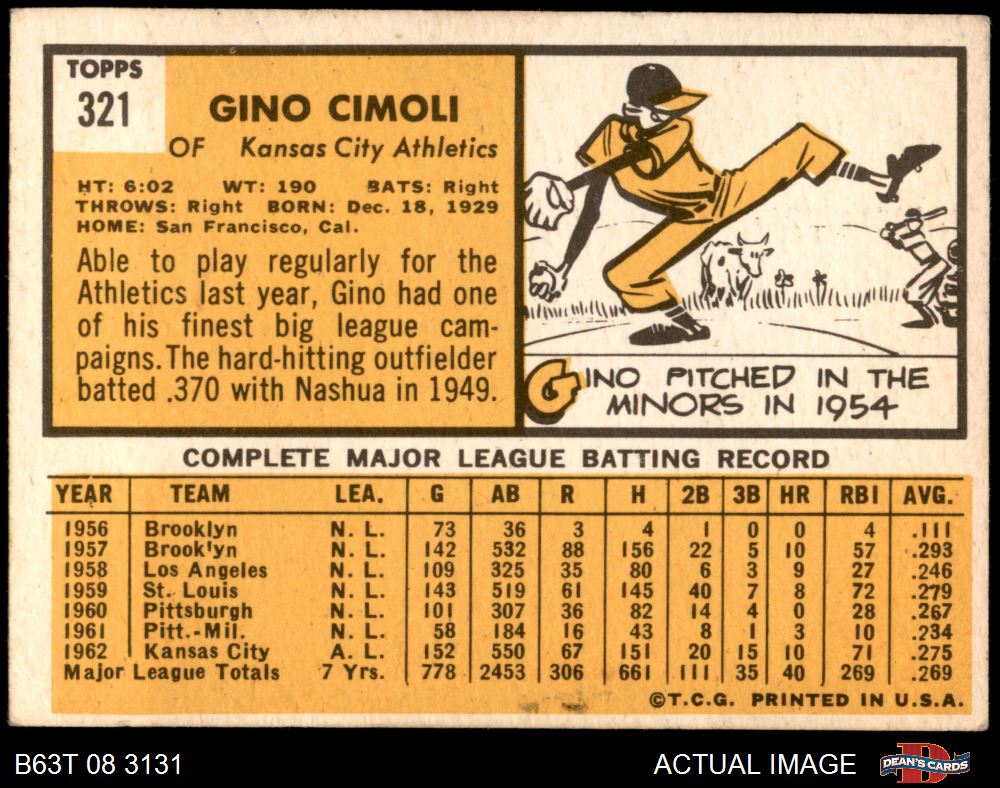 TOPPS
321
GINO CIMOLI
OF Kansas City Athletics
HT: 6:02 WT: 190 BATS: Right
THROWS: Right BORN: Dec. 18, 1929
HOME: San Francisco, Cal.
Able to play regularly for the
Athletics last year, Gino had one
of his finest big league cam-
paigns. The hard-hitting outfielder
batted .370 with Nashua in 1949.
GINO PITCHED IN THE
MINORS IN 1954
COMPLETE MAJOR LEAGUE BATTING RECORD
YEAR TEAM LEA. G AB R H 2B 3B HR RBI AVG.
1956 Brooklyn N. L. 73 36 3 4 1 0 0 4 .111
1957 Brook'yn N. L. 142 532 88 156 22 5 10 57 .293
1958 Los Angeles N. L. 109 325 35 80 6 3 9 27 .246
1959 St. Louis N. L. 143 519 61 145 40 7 8 72 .279
1960 Pittsburgh N. L. 101 307 36 82 14 4 0 28 .267
1961 Pitt.-Mil. N. L. 58 184 16 43 8 1 3 10 .234
1962 Kansas City A. L. 152 550 67 151 20 15 10 71 .275
Major League Totals 7 Yrs. 778 2453 306 661 111 35 40 269 .269
©T.C.G. PRINTED IN U.S.A.
B63T 08 3131
ACTUAL IMAGE
D
DEAN'S CARDS